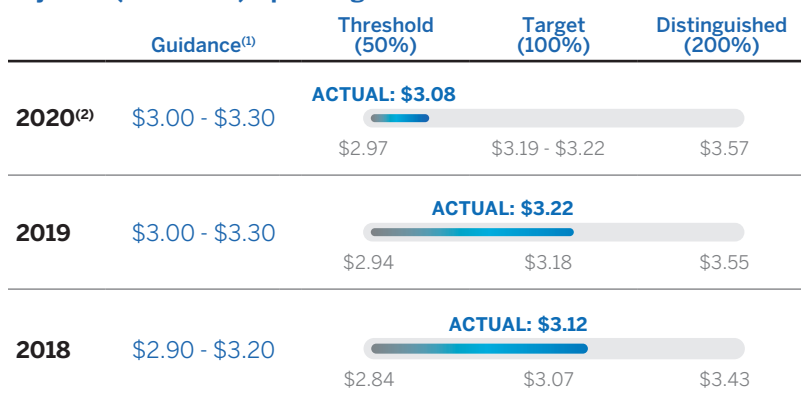 Guidance(1) Threshold (50%) Target (100%) Distinguished (200%)
ACTUAL: $3.08
2020(2) $3.00 - $3.30
$2.97 $3.19 - $3.22 $3.57
ACTUAL: $3.22
2019 $3.00 - $3.30
$2.94 $3.18 $3.55
ACTUAL: $3.12
2018 $2.90 - $3.20
$2.84 $3.07 $3.43